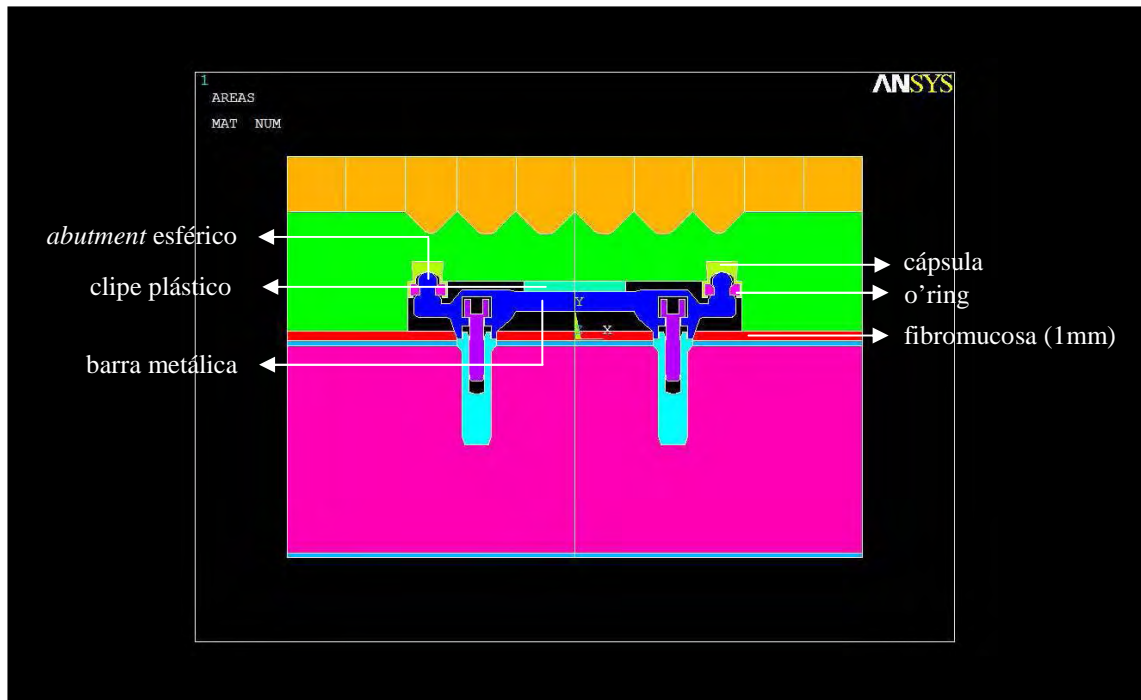 1
ANSYS
AREAS
MAT NUM
abutment esférico
clipe plástico
barra metálica
cápsula
o’ring
fibromucosa (1mm)
Y
X